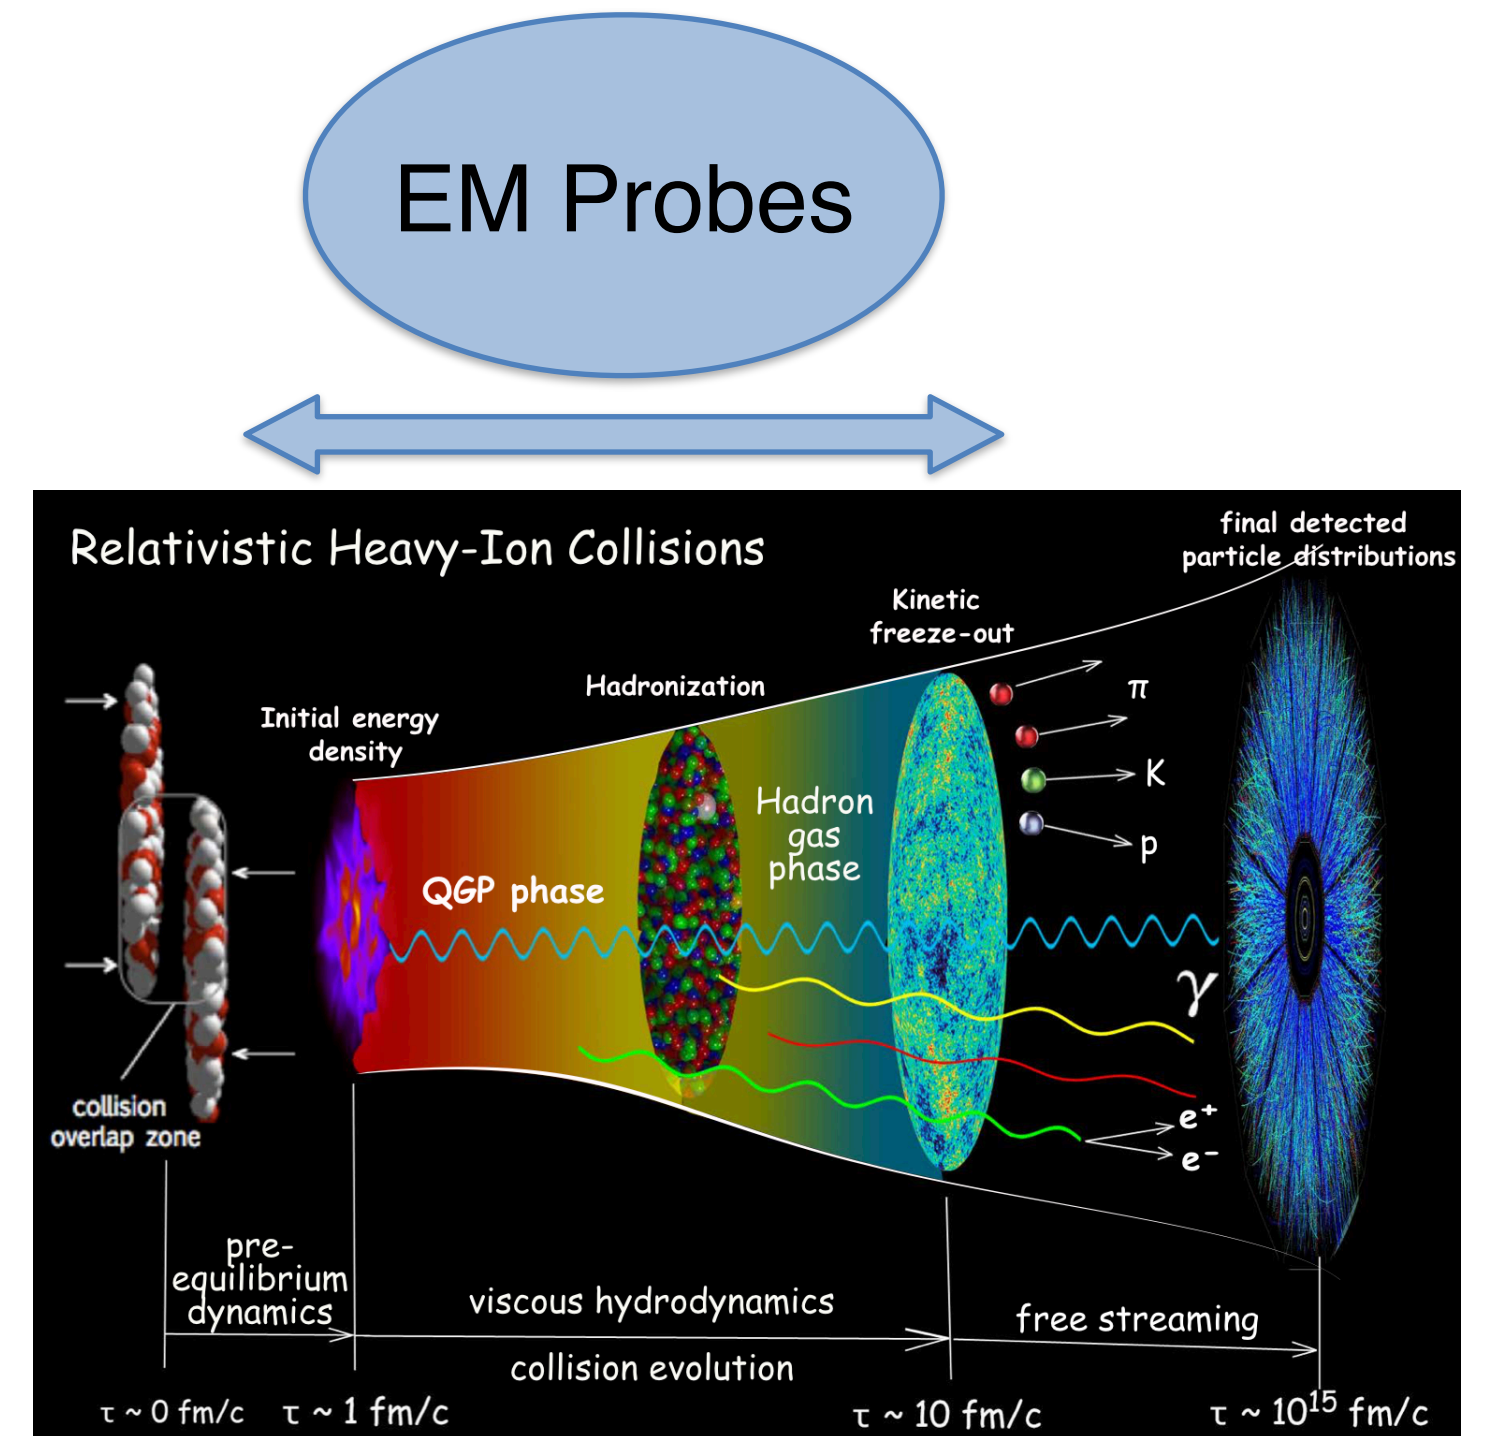 EM Probes
Relativistic Heavy-Ion Collisions
final detected
particle distributions
Kinetic
freeze-out
Hadronization
Initial energy
density
π
K
p
Hadron
gas
phase
QGP phase
γ
e⁺
e⁻
collision
overlap zone
pre-
equilibrium
dynamics
viscous hydrodynamics
collision evolution
free streaming
τ ~ 0 fm/c
τ ~ 1 fm/c
τ ~ 10 fm/c
τ ~ 10¹⁵ fm/c